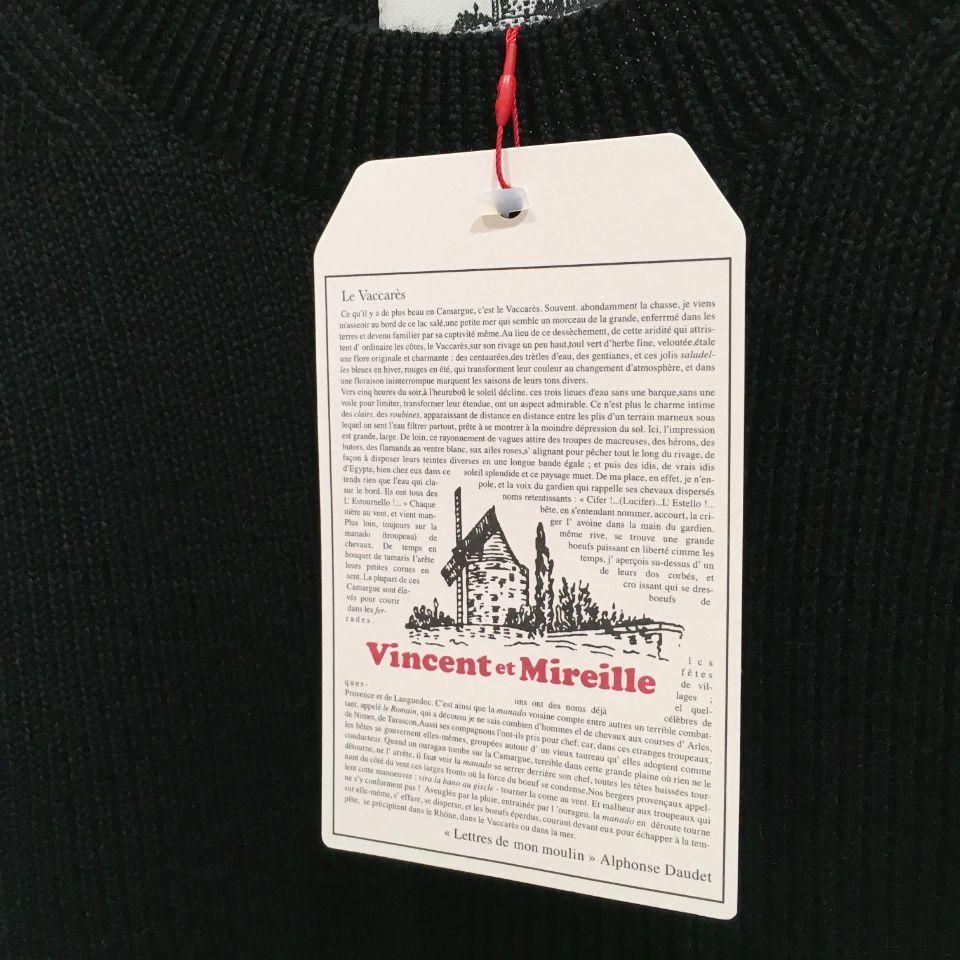 Le Vaccarès
Ce qu'il y a de plus beau en Camargue, c'est le Vaccarès. Souvent, abondamment la chasse, je viens
m'asseoir au bord de ce lac salé,une petite mer qui semble un morceau de la grande, enferrmé dans les
terres et devenu familier par sa captivité même.Au lieu de ce dessèchement, de cette aridité qui attris-
tent d' ordinaire les côtes, le Vaccarès,sur son rivage un peu haut,toul vert d'herbe fine, veloutée,étale
une flore originale et charmante : des centaurées,des trètles d'eau, des gentianes, et ces jolis saladel-
les bleues en hiver, rouges en été, qui transforment leur couleur au changement d'atmosphère, et dans
une floraison ininterrompue marquent les saisons de leurs tons divers.
Vers cinq heures du soir,à l'heureboû le soleil décline, ces trois lieues d'eau sans une barque,sans une
voile pour limiter, transformer leur étendue, ont un aspect admirable. Ce n'est plus le charme intime
des clairs, des roubines, apparaissant de distance en distance entre les plis d'un terrain marneux sous
lequel on sent l'eau filtrer partout, prête à se montrer à la moindre dépression du sol. Ici, l'impression
est grande, large. De loin, ce rayonnement de vagues attire des troupes de macreuses, des hérons, des
butors, des flamands au ventre blanc, sux ailes roses,s' alignant pour pêcher tout le long du rivage, de
façon à disposer leurs teintes diverses en une longue bande égale ; et puis des idis, de vrais idis
d'Egypte, bien chez eux dans ce soleil splendide et ce paysage muet. De ma place, en effet, je n'en-
tends rien que l'eau qui cla- pole, et la voix du gardien qui rappelle ses chevaux dispersés
sur le bord. Ils ont tous des noms retentissants : « Cifer !...(Lucifer)...L' Estello !...
L' Estournello !... » Chaque bête, en s'entendant nommer, accourt, la cri-
nière au vent, et vient man- ger l' avoine dans la main du gardien.
Plus loin, toujours sur la même rive, se trouve une grande
manado (troupeau) de boeufs paissant en liberté cimme les
chevaux. De temps en temps, j' aperçois su-dessus d' un
bouquet de tamaris l'arête de leurs dos corbés, et
leurs petites cornes en cro issant qui se dres-
sent. La plupart de ces boeufs de
Camargue sont éle-
vés pour courir
dans les fer-
rades. les
fêtes
de vil-
Vincent et Mireille
lages ;
ques- uns ont des noms déjà el quel-
célèbres de
Provence et de Languedoc. C'est ainsi que la manado voisine compte entre autres un terrible combat-
tant, appelé le Romain, qui a décousu je ne sais combien d'hommes el de chevaux aux courses d' Arles,
de Nimes, de Tarascon.Aussi ses compagnons l'ont-ils pris pour chef; car, dans ces etranges troupeaux,
les bêtes se gouvernent elles-mêmes, groupées autour d' un vieux taureau qu' elles adoptent comme
conducteur. Quand un ouragan tombe sur la Camargue, tereible dans cette grande plaine où rien ne le
détourne, ne l' arrête, il faut voir la manado se serrer derrière son chef, toutes les têtes baissées tour-
nant du côté du vent ces larges fronts où la force du boeuf se condense.Nos bergers provençaux appel-
lent cette manoeuvre : vira la bano au giscle - tourner la come au vent. Et malheur aux troupeaux qui
ne s'y conforment pas ! Aveuglée par la pluie, entrainée par l 'ouragen, la manado en déroute tourne
sur elle-même, s' effare, se disperse, et les boeufs éperdus, courant devant eux pour échapper à la tem-
pête, se précipitent dans le Rhône, dans le Vaccarès ou dans la mer.
« Lettres de mon moulin » Alphonse Daudet